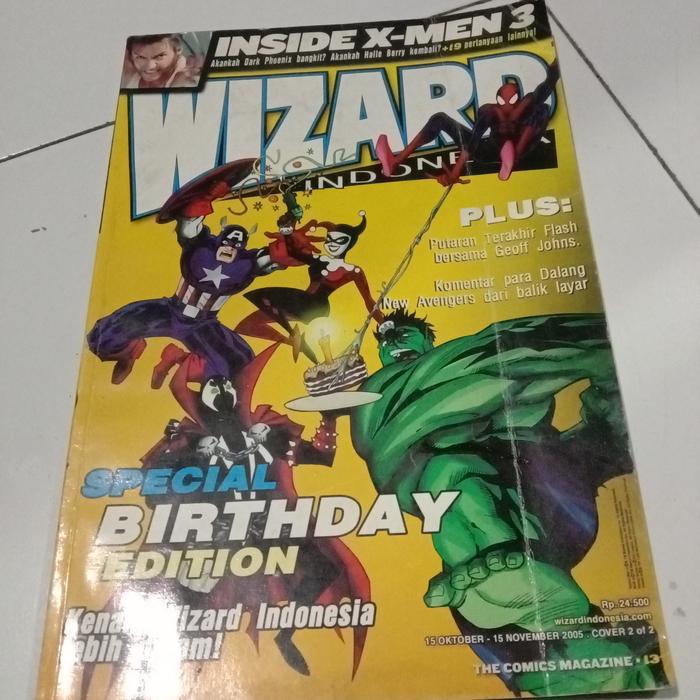 INSIDE X-MEN 3
Akankah Dark Phoenix bangkit? Akankah Halle Berry kembali? +19 pertanyaan lainnya!
WIZARD
INDONE
PLUS:
Putaran Terakhir Flash
bersama Geoff Johns.
Komentar para Dalang
New Avengers dari balik layar
A
SPECIAL
BIRTHDAY
EDITION
Wizard Indonesia
Rp. 24.500
wizardindonesia.com
15 OKTOBER - 15 NOVEMBER 2005 . COVER 2 of 2
THE COMICS MAGAZINE • 13